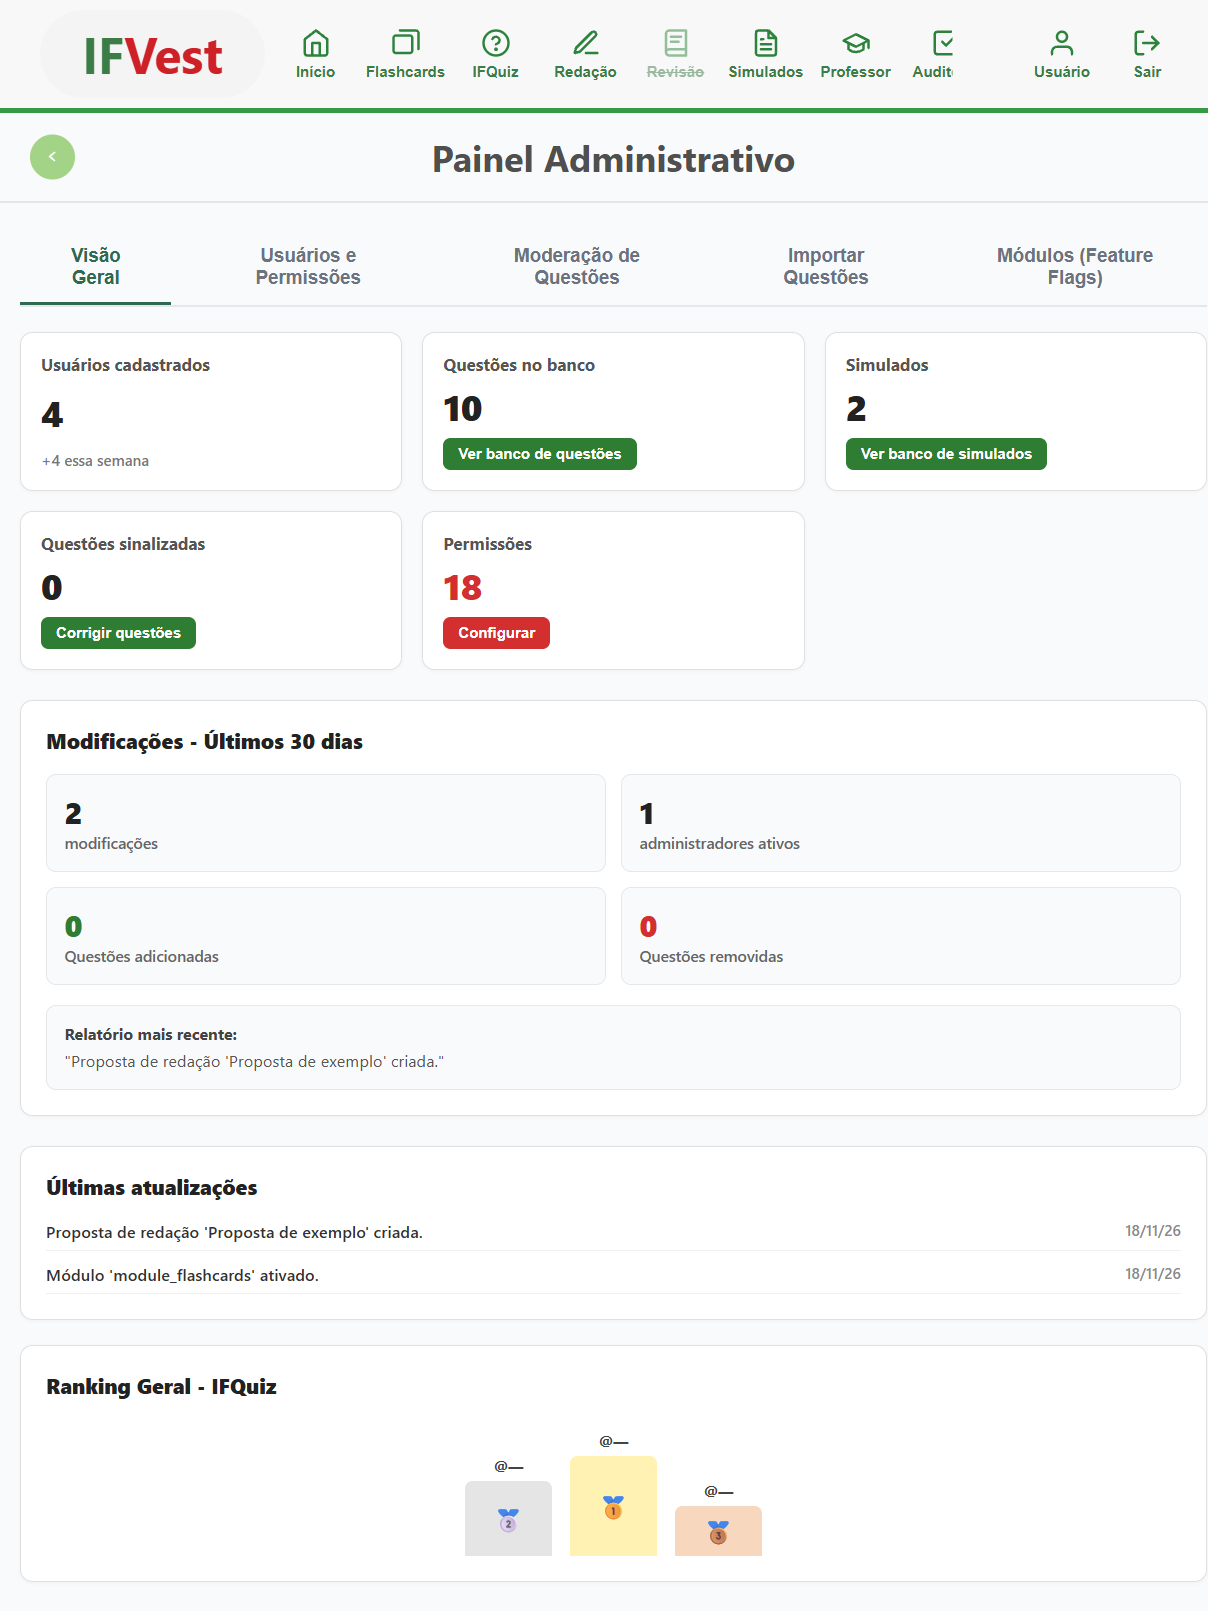 IFVest
Início
Flashcards
IFQuiz
Redação
Revisão
Simulados
Professor
Usuário
Sair
Painel Administrativo
Visão
Geral
Usuários e
Permissões
Moderação de
Questões
Importar
Questões
Módulos (Feature
Flags)
Usuários cadastrados
4
+4 essa semana
Questões no banco
10
Ver banco de questões
Simulados
2
Ver banco de simulados
Questões sinalizadas
0
Corrigir questões
Permissões
18
Configurar
Modificações - Últimos 30 dias
2
modificações
1
administradores ativos
0
Questões adicionadas
0
Questões removidas
Relatório mais recente:
"Proposta de redação 'Proposta de exemplo' criada."
Últimas atualizações
Proposta de redação 'Proposta de exemplo' criada. 18/11/26
Módulo 'module_flashcards' ativado. 18/11/26
Ranking Geral - IFQuiz
@—
@—
@—
2
1
3